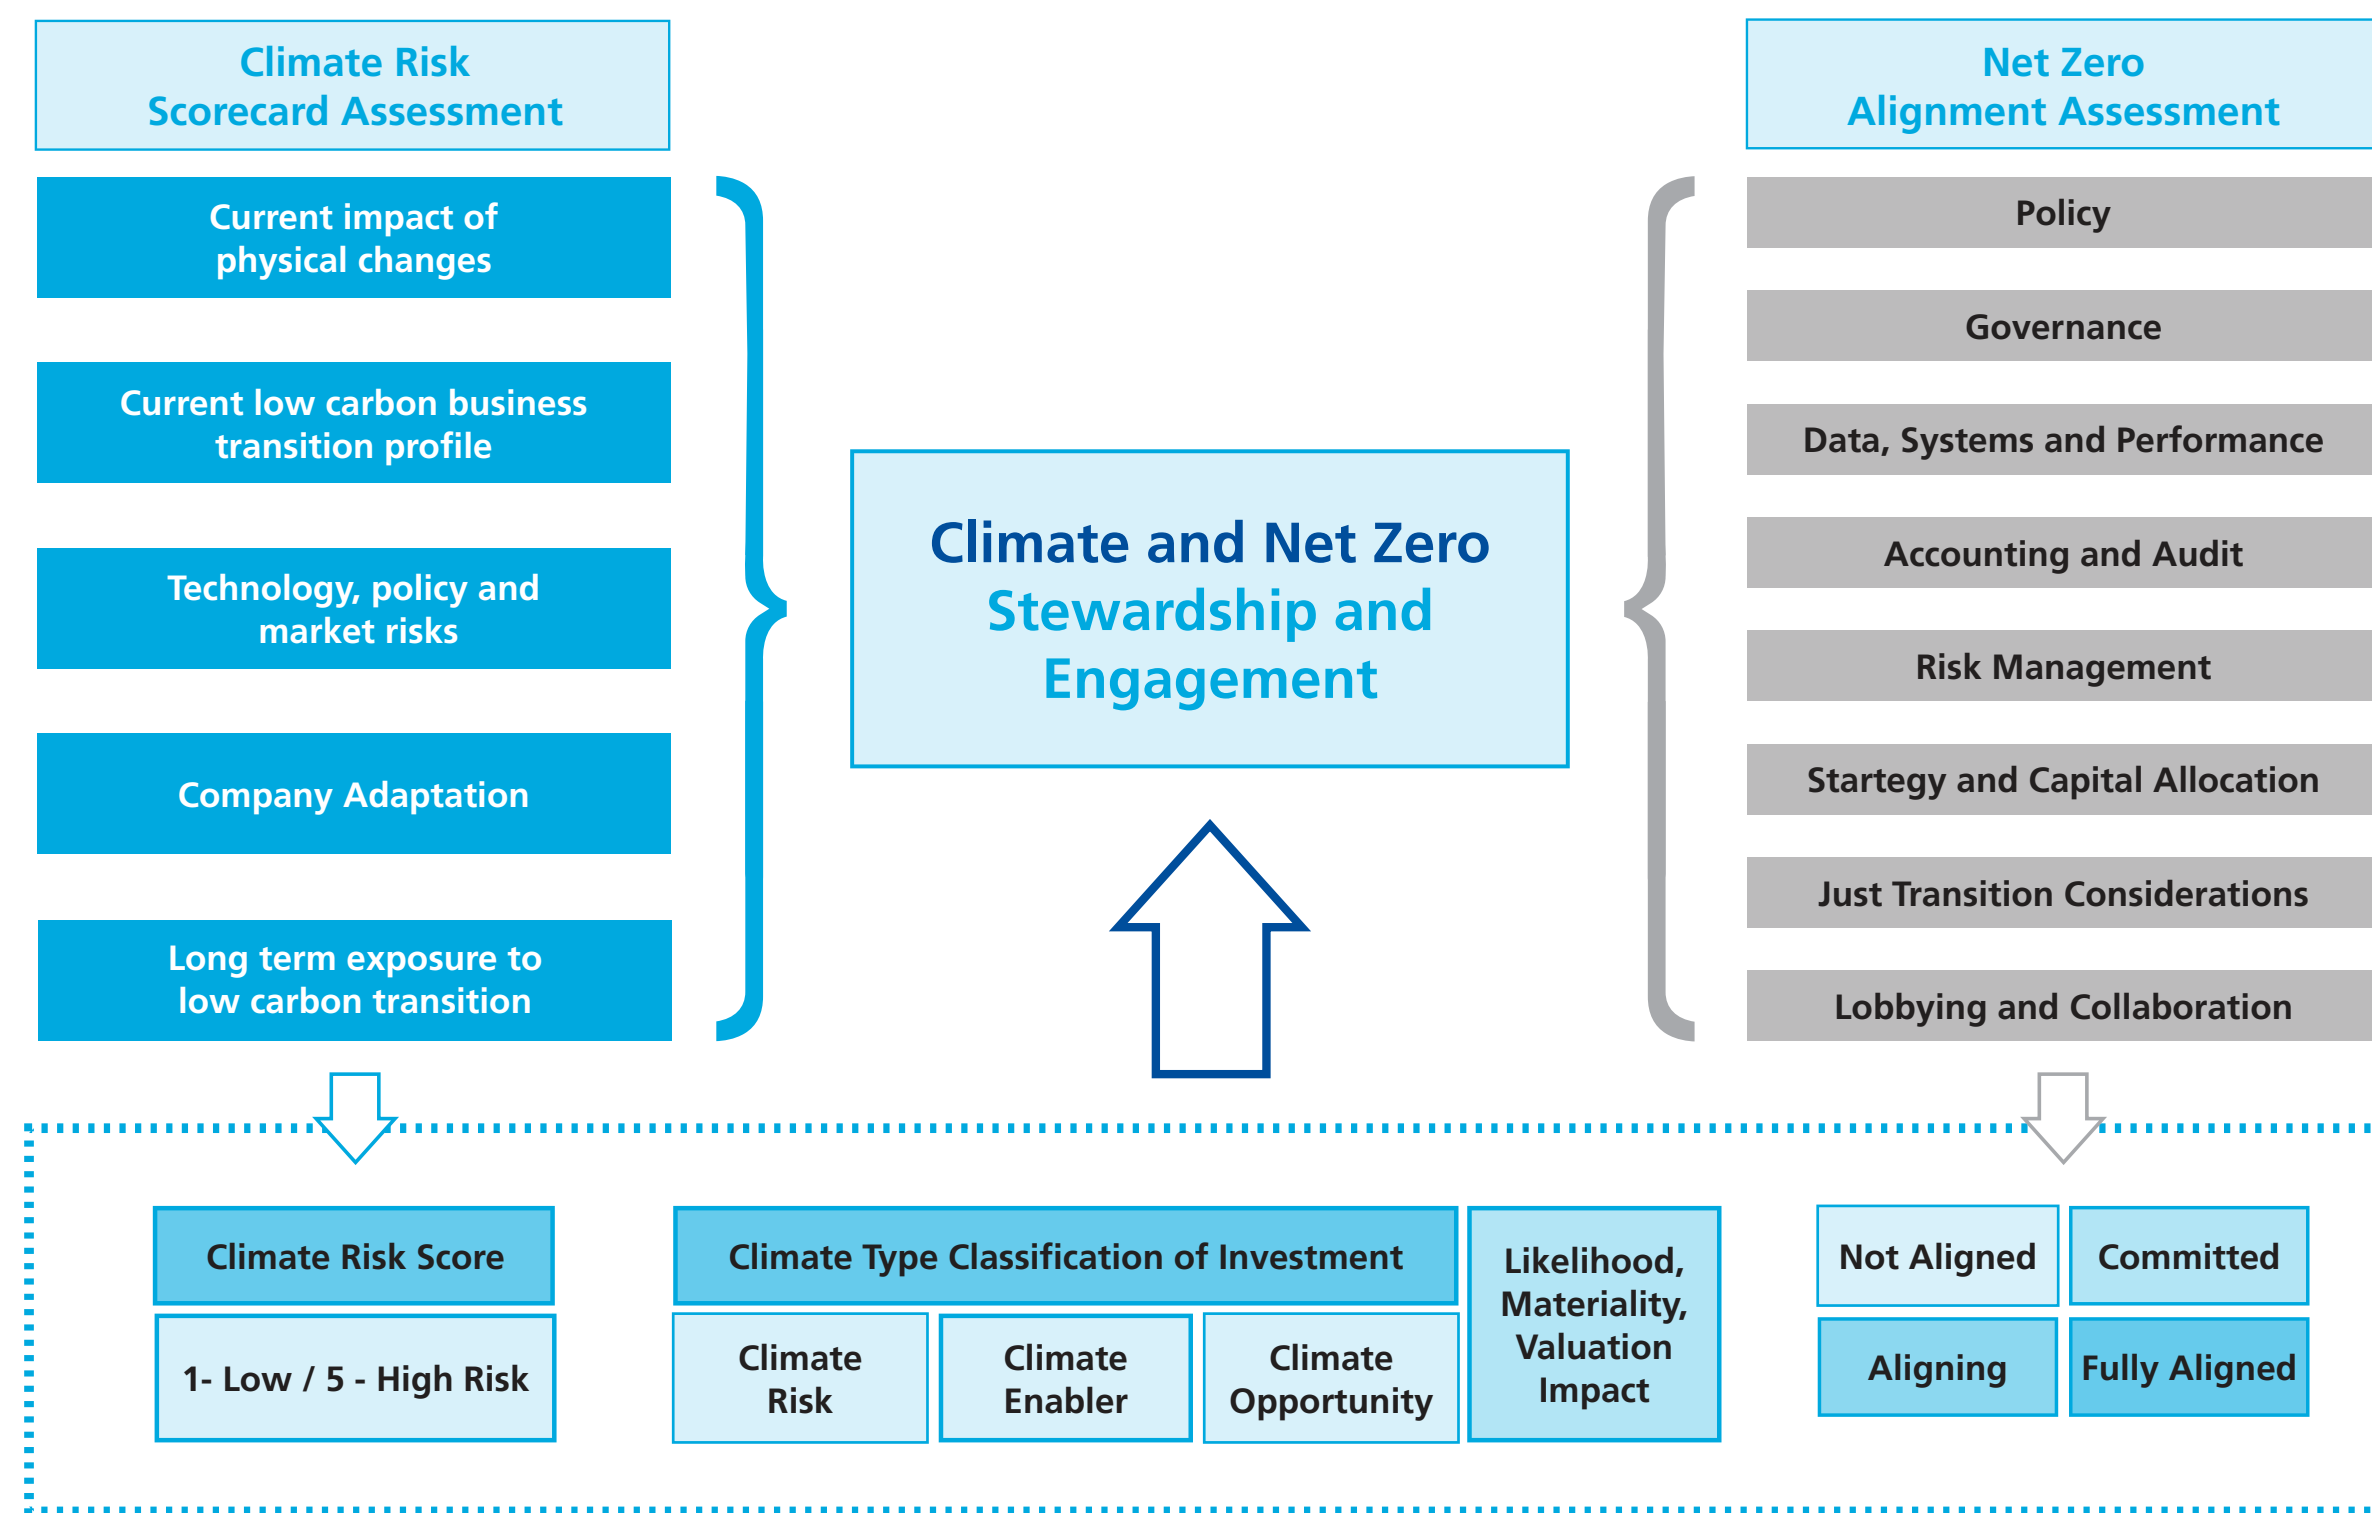 Climate Risk
Scorecard Assessment
Current impact of
physical changes
Current low carbon business
transition profile
Technology, policy and
market risks
Company Adaptation
Long term exposure to
low carbon transition
Climate and Net Zero
Stewardship and
Engagement
Net Zero
Alignment Assessment
Policy
Governance
Data, Systems and Performance
Accounting and Audit
Risk Management
Startegy and Capital Allocation
Just Transition Considerations
Lobbying and Collaboration
Climate Risk Score
1- Low / 5 - High Risk
Climate Type Classification of Investment
Climate
Risk
Climate
Enabler
Climate
Opportunity
Likelihood,
Materiality,
Valuation
Impact
Not Aligned
Committed
Aligning
Fully Aligned